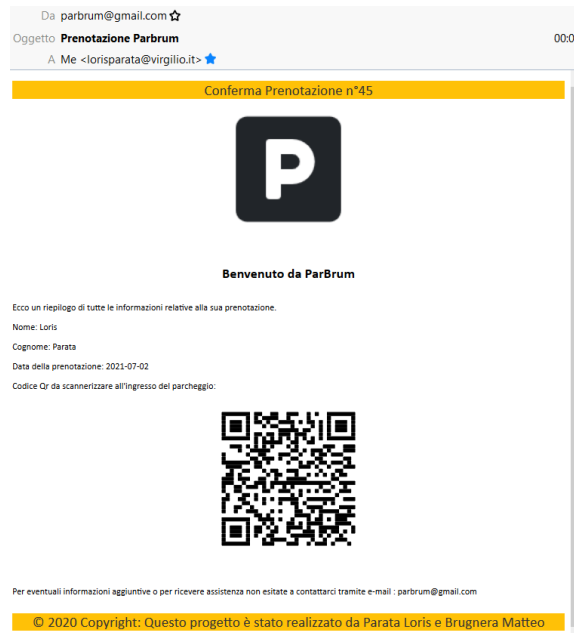 Da parbrum@gmail.com
Oggetto Prenotazione Parbrum 00:0
A Me <lorisparata@virgilio.it>
Conferma Prenotazione n°45
P
Benvenuto da ParBrum
Ecco un riepilogo di tutte le informazioni relative alla sua prenotazione.
Nome: Loris
Cognome: Parata
Data della prenotazione: 2021-07-02
Codice Qr da scannerizzare all'ingresso del parcheggio:
Per eventuali informazioni aggiuntive o per ricevere assistenza non esitate a contattarci tramite e-mail : parbrum@gmail.com
© 2020 Copyright: Questo progetto è stato realizzato da Parata Loris e Brugnera Matteo